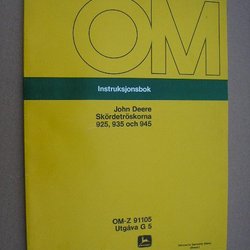 OM
Instruksjonsbok
John Deere
Skördetröskorna
925, 935 och 945
OM-Z 91105
Utgåva G 5